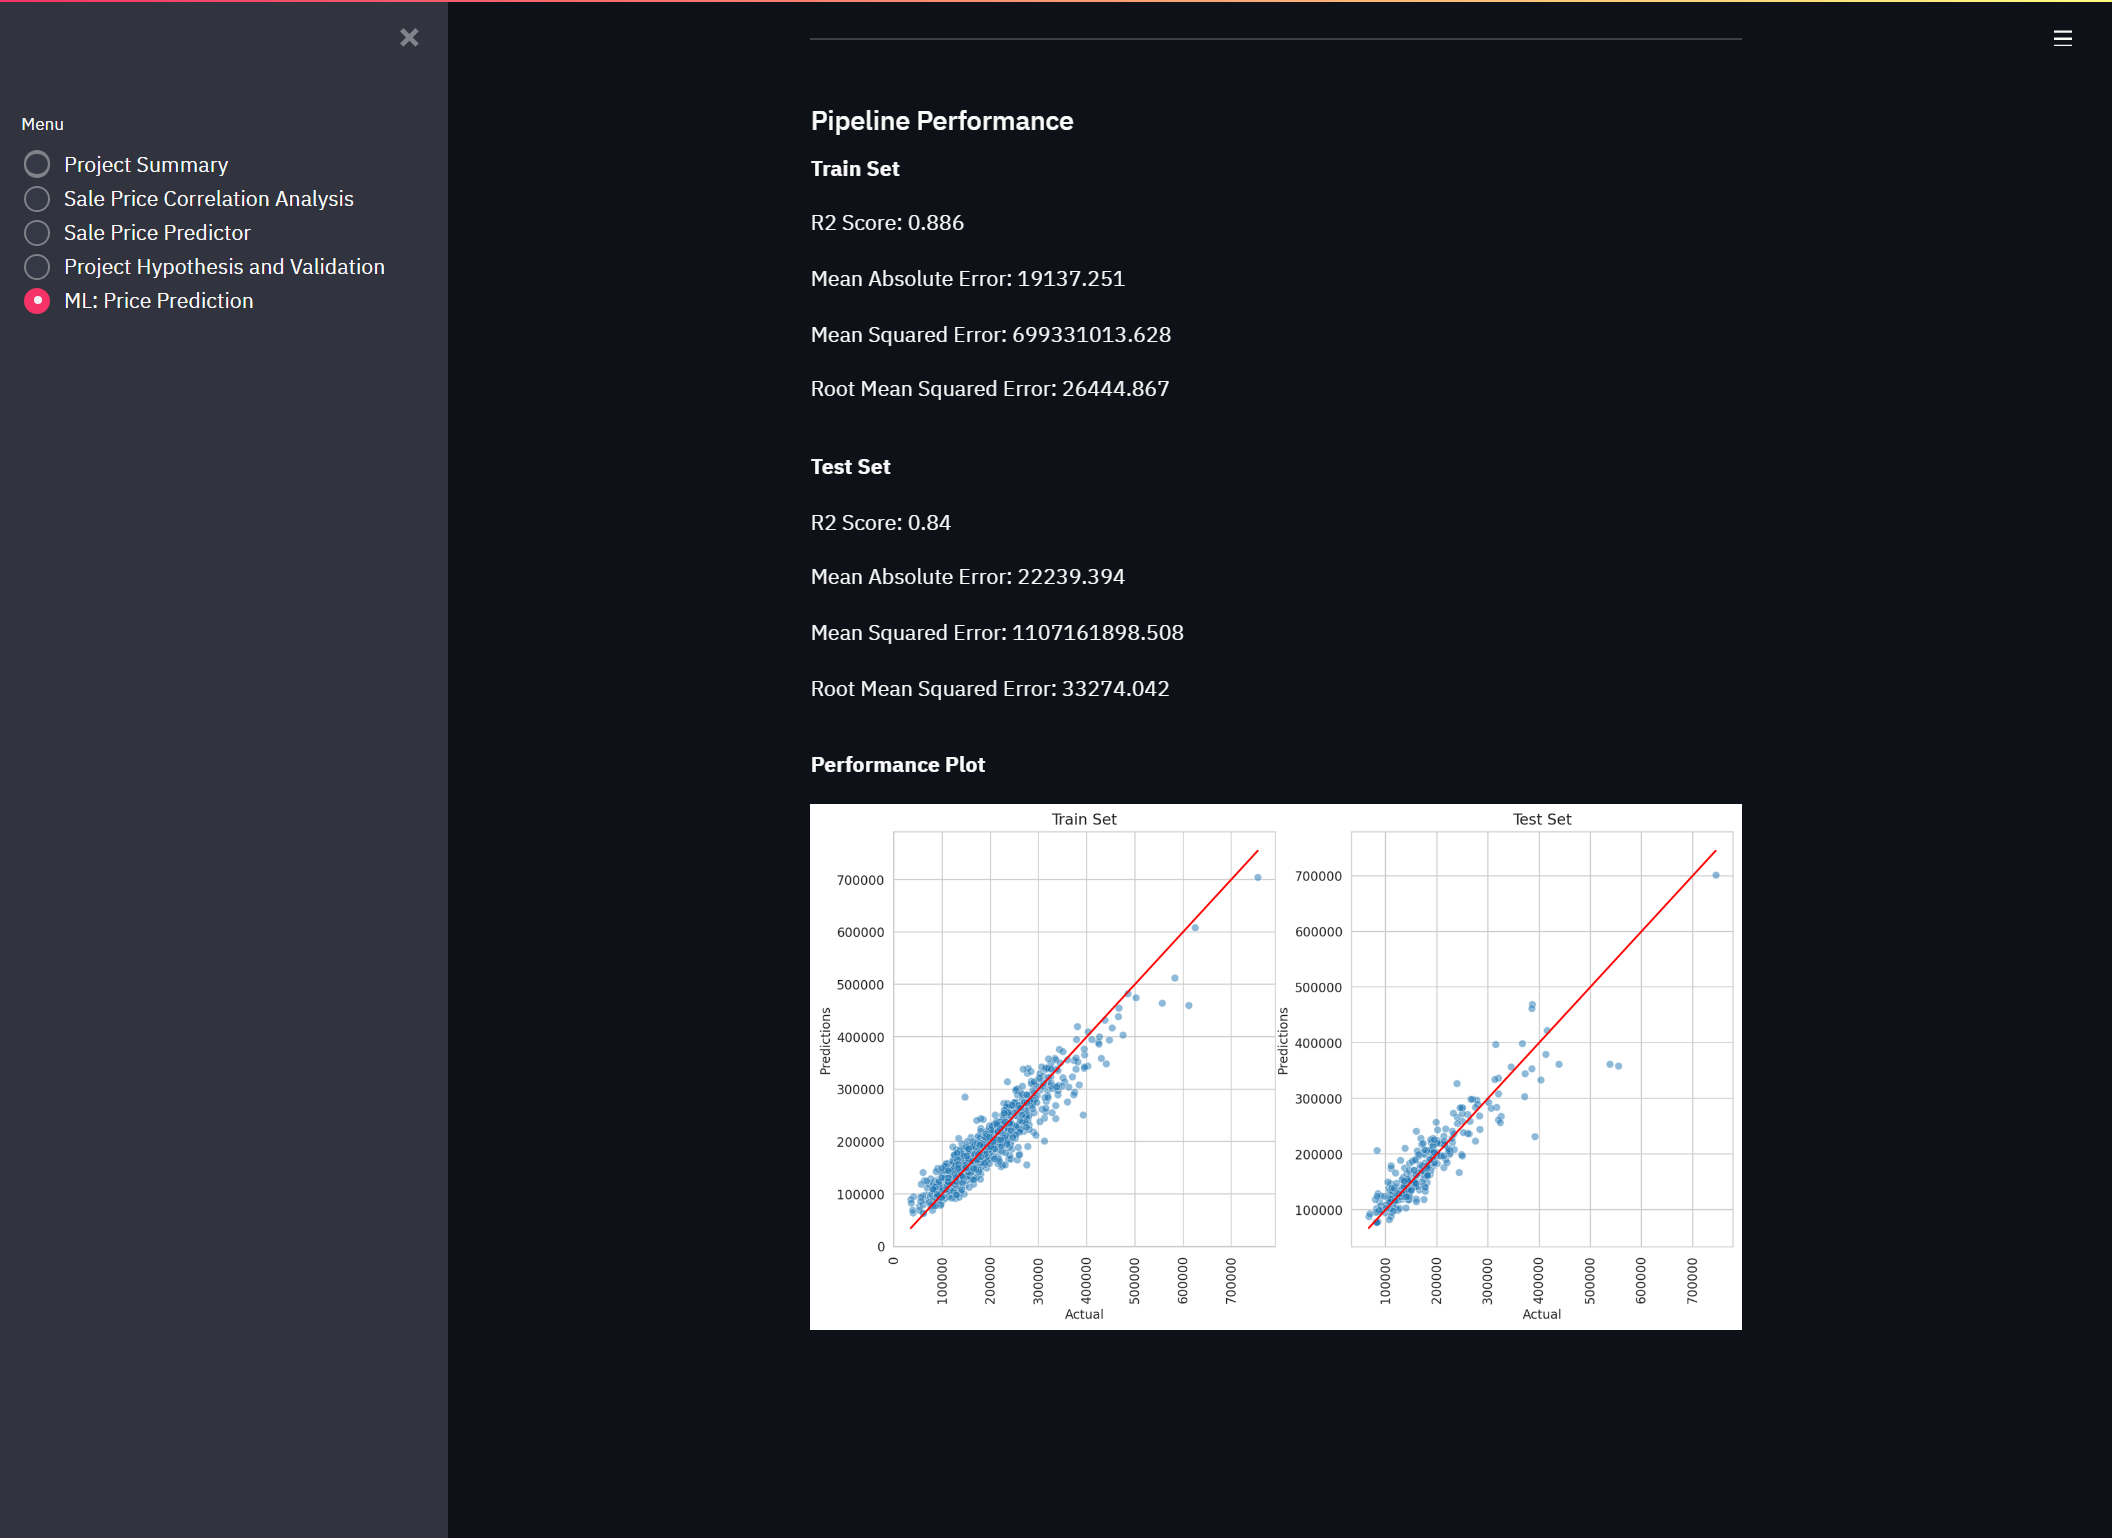 Menu
Project Summary
Sale Price Correlation Analysis
Sale Price Predictor
Project Hypothesis and Validation
ML: Price Prediction
Pipeline Performance
Train Set
R2 Score: 0.886
Mean Absolute Error: 19137.251
Mean Squared Error: 699331013.628
Root Mean Squared Error: 26444.867
Test Set
R2 Score: 0.84
Mean Absolute Error: 22239.394
Mean Squared Error: 1107161898.508
Root Mean Squared Error: 33274.042
Performance Plot
Train Set
Predictions
700000
600000
500000
400000
300000
200000
100000
0
0 100000 200000 300000 400000 500000 600000 700000
Actual
Test Set
Predictions
700000
600000
500000
400000
300000
200000
100000
100000 200000 300000 400000 500000 600000 700000
Actual